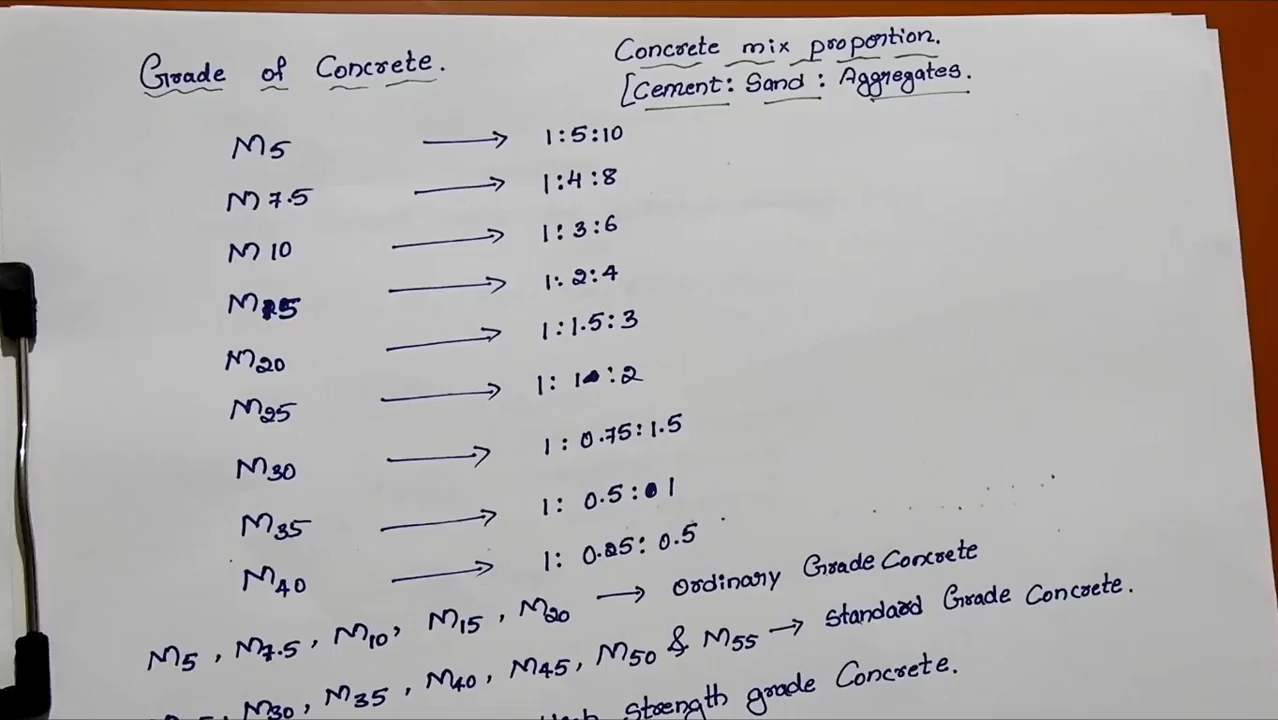 Grade of Concrete.
Concrete mix proportion.
[Cement: Sand: Aggregates.
M5 → 1:5:10
M7.5 → 1:4:8
M10 → 1:3:6
M15 → 1:2:4
M20 → 1:1.5:3
M25 → 1:1:2
M30 → 1:0.75:1.5
M35 → 1:0.5:1
M40 → 1:0.25:0.5
M5, M7.5, M10, M15, M20 → Ordinary Grade Concrete
M30, M35, M40, M45, M50 & M55 → Standard Grade Concrete.
Strength grade Concrete.